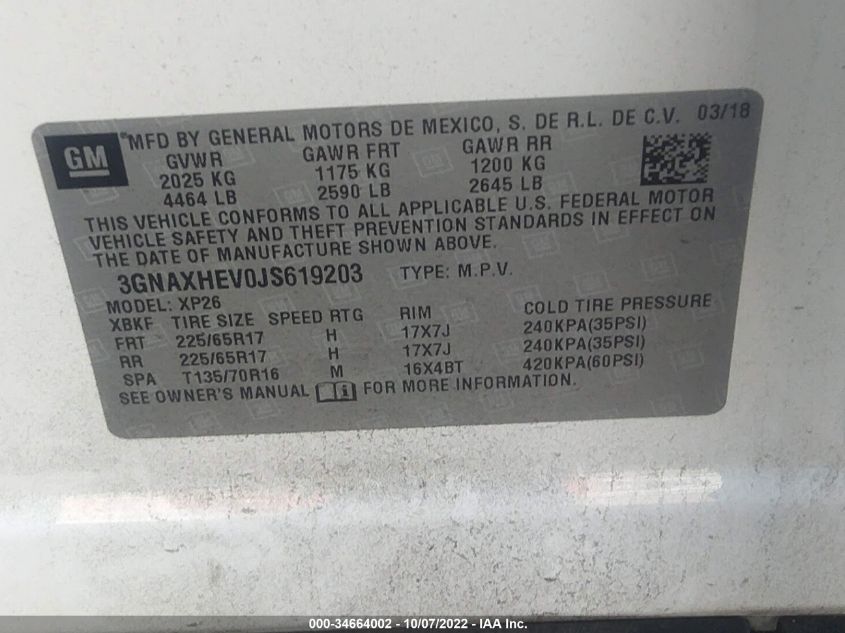 GM
MFD BY GENERAL MOTORS DE MEXICO, S. DE R.L. DE C.V. 03/18
GVWR GAWR FRT GAWR RR
2025 KG 1175 KG 1200 KG
4464 LB 2590 LB 2645 LB
THIS VEHICLE CONFORMS TO ALL APPLICABLE U.S. FEDERAL MOTOR
VEHICLE SAFETY AND THEFT PREVENTION STANDARDS IN EFFECT ON
THE DATE OF MANUFACTURE SHOWN ABOVE.
3GNAXHEV0JS619203 TYPE: M.P.V.
MODEL: XP26
XBKF TIRE SIZE SPEED RTG RIM COLD TIRE PRESSURE
FRT 225/65R17 H 17X7J 240KPA(35PSI)
RR 225/65R17 H 17X7J 240KPA(35PSI)
SPA T135/70R16 M 16X4BT 420KPA(60PSI)
SEE OWNER'S MANUAL i FOR MORE INFORMATION.
000-34664002 - 10/07/2022 - IAA Inc.